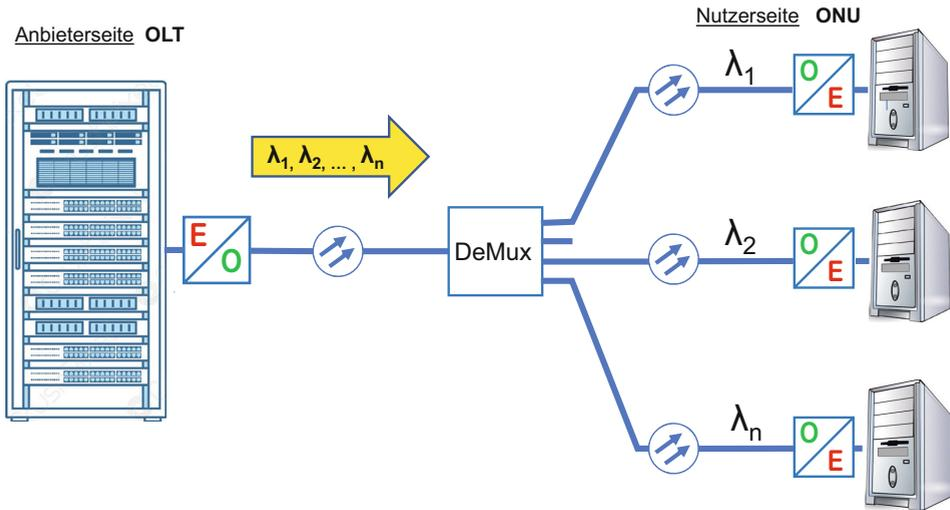 Nutzerseite ONU
Anbieterseite OLT
λ1
O
E
λ1, λ2, ... , λn
E
O
DeMux
λ2
O
E
λn
O
E